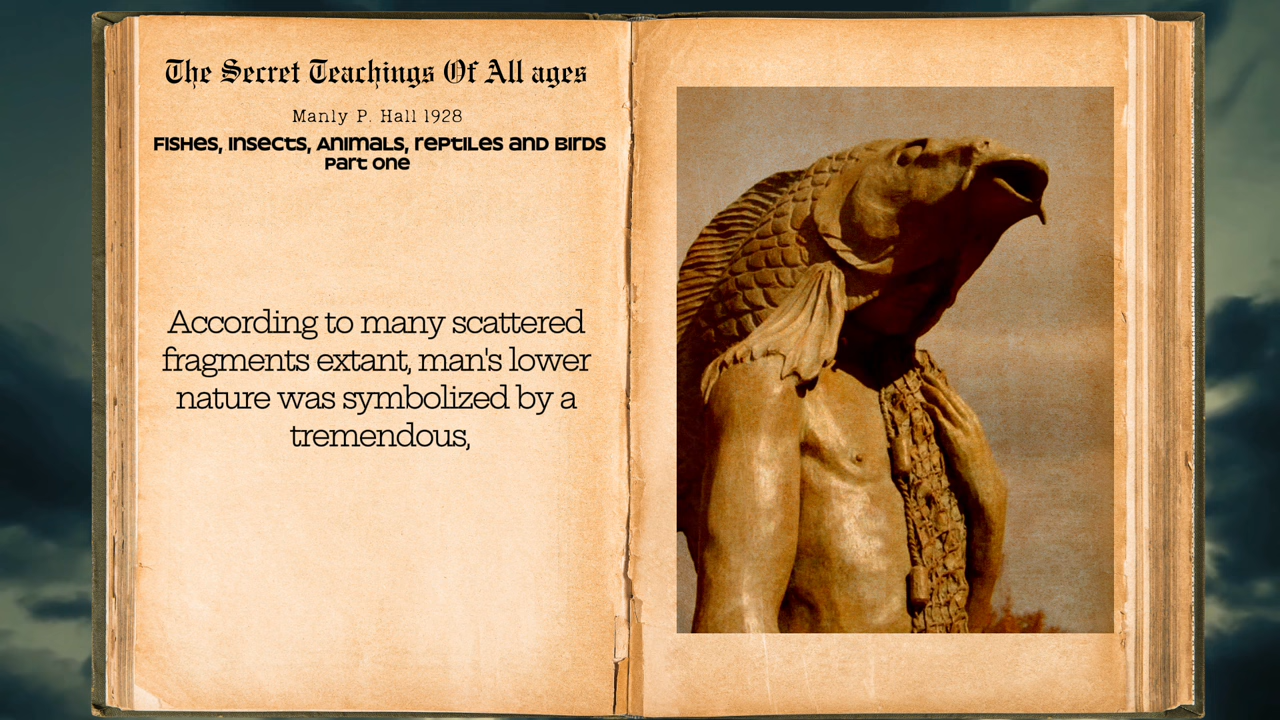 The Secret Teachings Of All ages
Manly P. Hall 1928
Fishes, Insects, Animals, reptiles and Birds
Part one
According to many scattered
fragments extant, man's lower
nature was symbolized by a
tremendous,